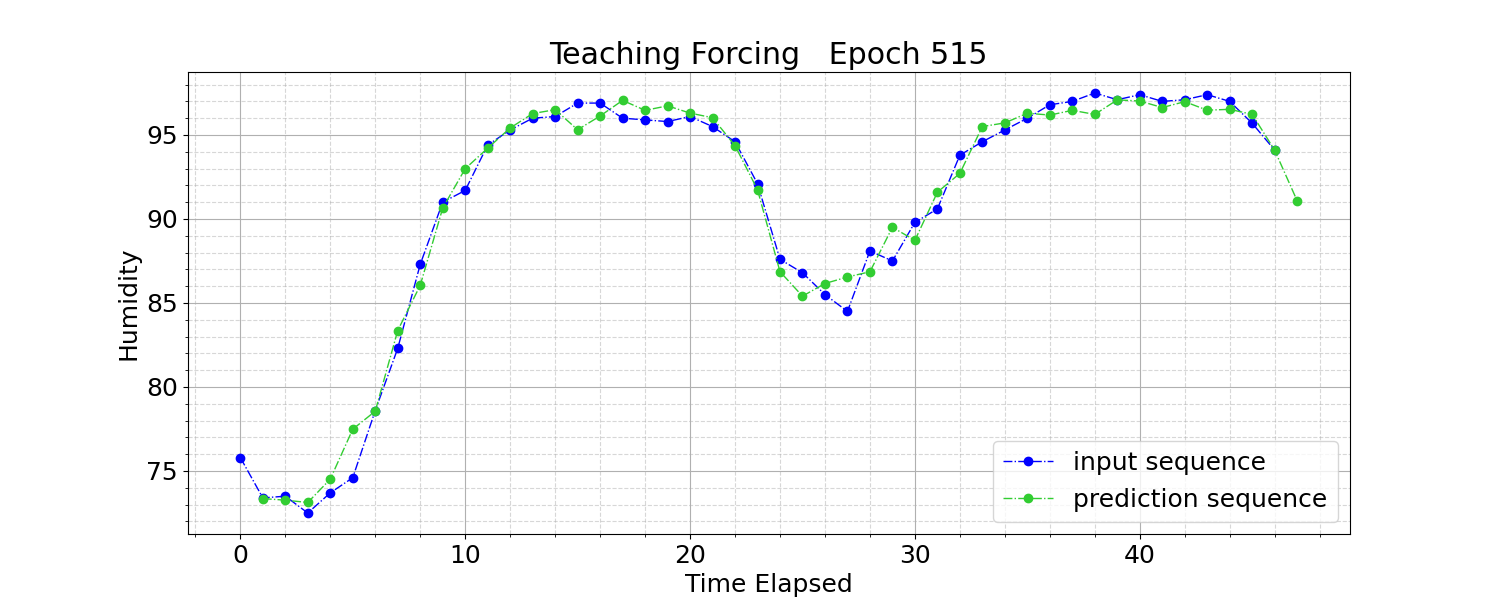 Teaching Forcing   Epoch 515
Humidity
95
90
85
80
75
input sequence
prediction sequence
0 10 20 30 40
Time Elapsed